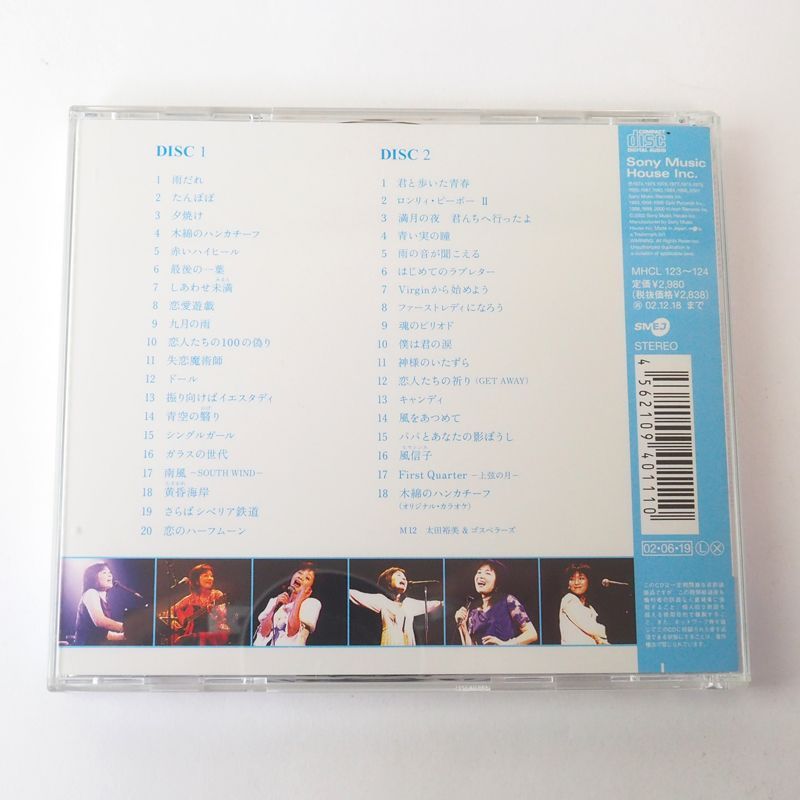 DISC 1
1 雨だれ
2 たんぽぽ
3 夕焼け
4 木綿のハンカチーフ
5 赤いハイヒール
6 最後の一葉
7 しあわせ未満
8 恋愛遊戯
9 九月の雨
10 恋人たちの100の偽り
11 失恋魔術師
12 ドール
13 振り向けばイエスタディ
14 青空の翳り
15 シングルガール
16 ガラスの世代
17 南風 −SOUTH WIND−
18 黄昏海岸
19 さらばシベリア鉄道
20 恋のハーフムーン
DISC 2
1 君と歩いた青春
2 ロンリィ・ピーポー II
3 満月の夜 君んちへ行ったよ
4 青い実の瞳
5 雨の音が聞こえる
6 はじめてのラブレター
7 Virginから始めよう
8 ファーストレディになろう
9 魂のピリオド
10 僕は君の涙
11 神様のいたずら
12 恋人たちの祈り (GET AWAY)
13 キャンディ
14 風をあつめて
15 パパとあなたの影ぼうし
16 風信子
17 First Quarter −上弦の月−
18 木綿のハンカチーフ
(オリジナル・カラオケ)
M12 太田裕美 & ゴスペラーズ
COMPACT
disc
DIGITAL AUDIO
Sony Music
House Inc.
MHCL 123〜124
定価¥2,980
(税抜価格¥2,838)
02.12.18 まで
SMEJ
STEREO
4 562109 401110
02・06・19 Ⓛ Ⓧ